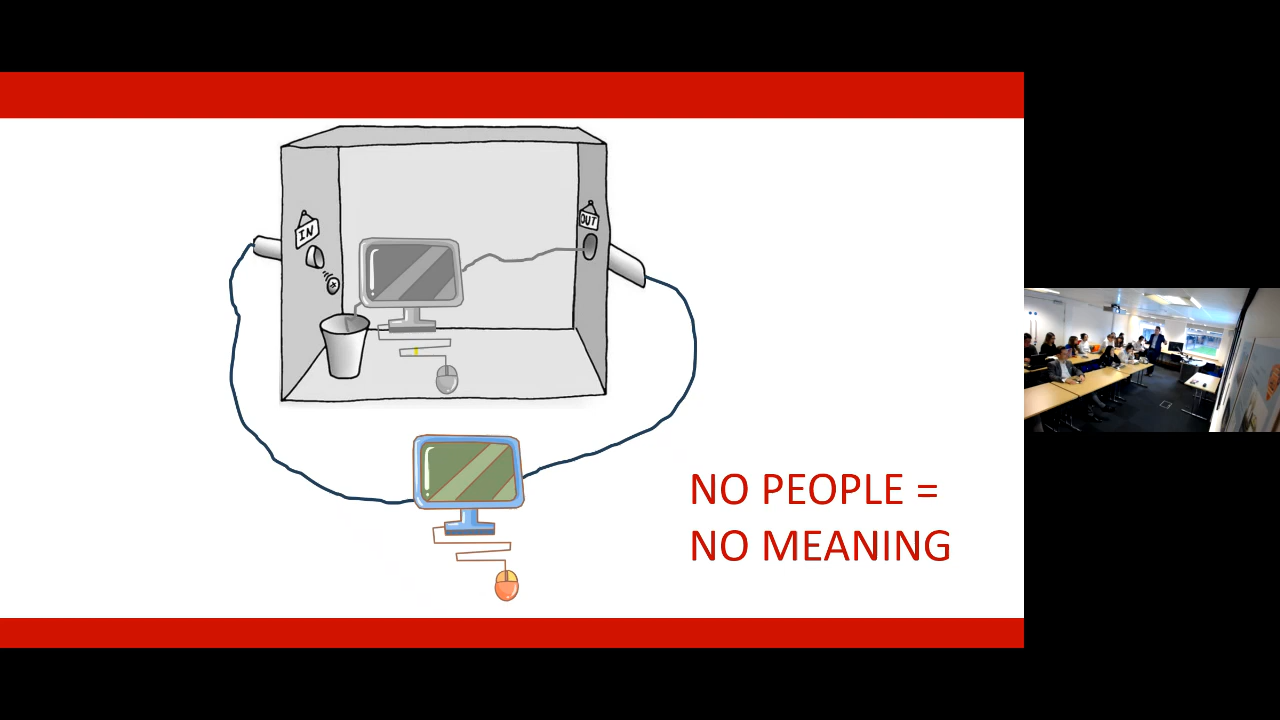 IN
OUT
NO PEOPLE =
NO MEANING